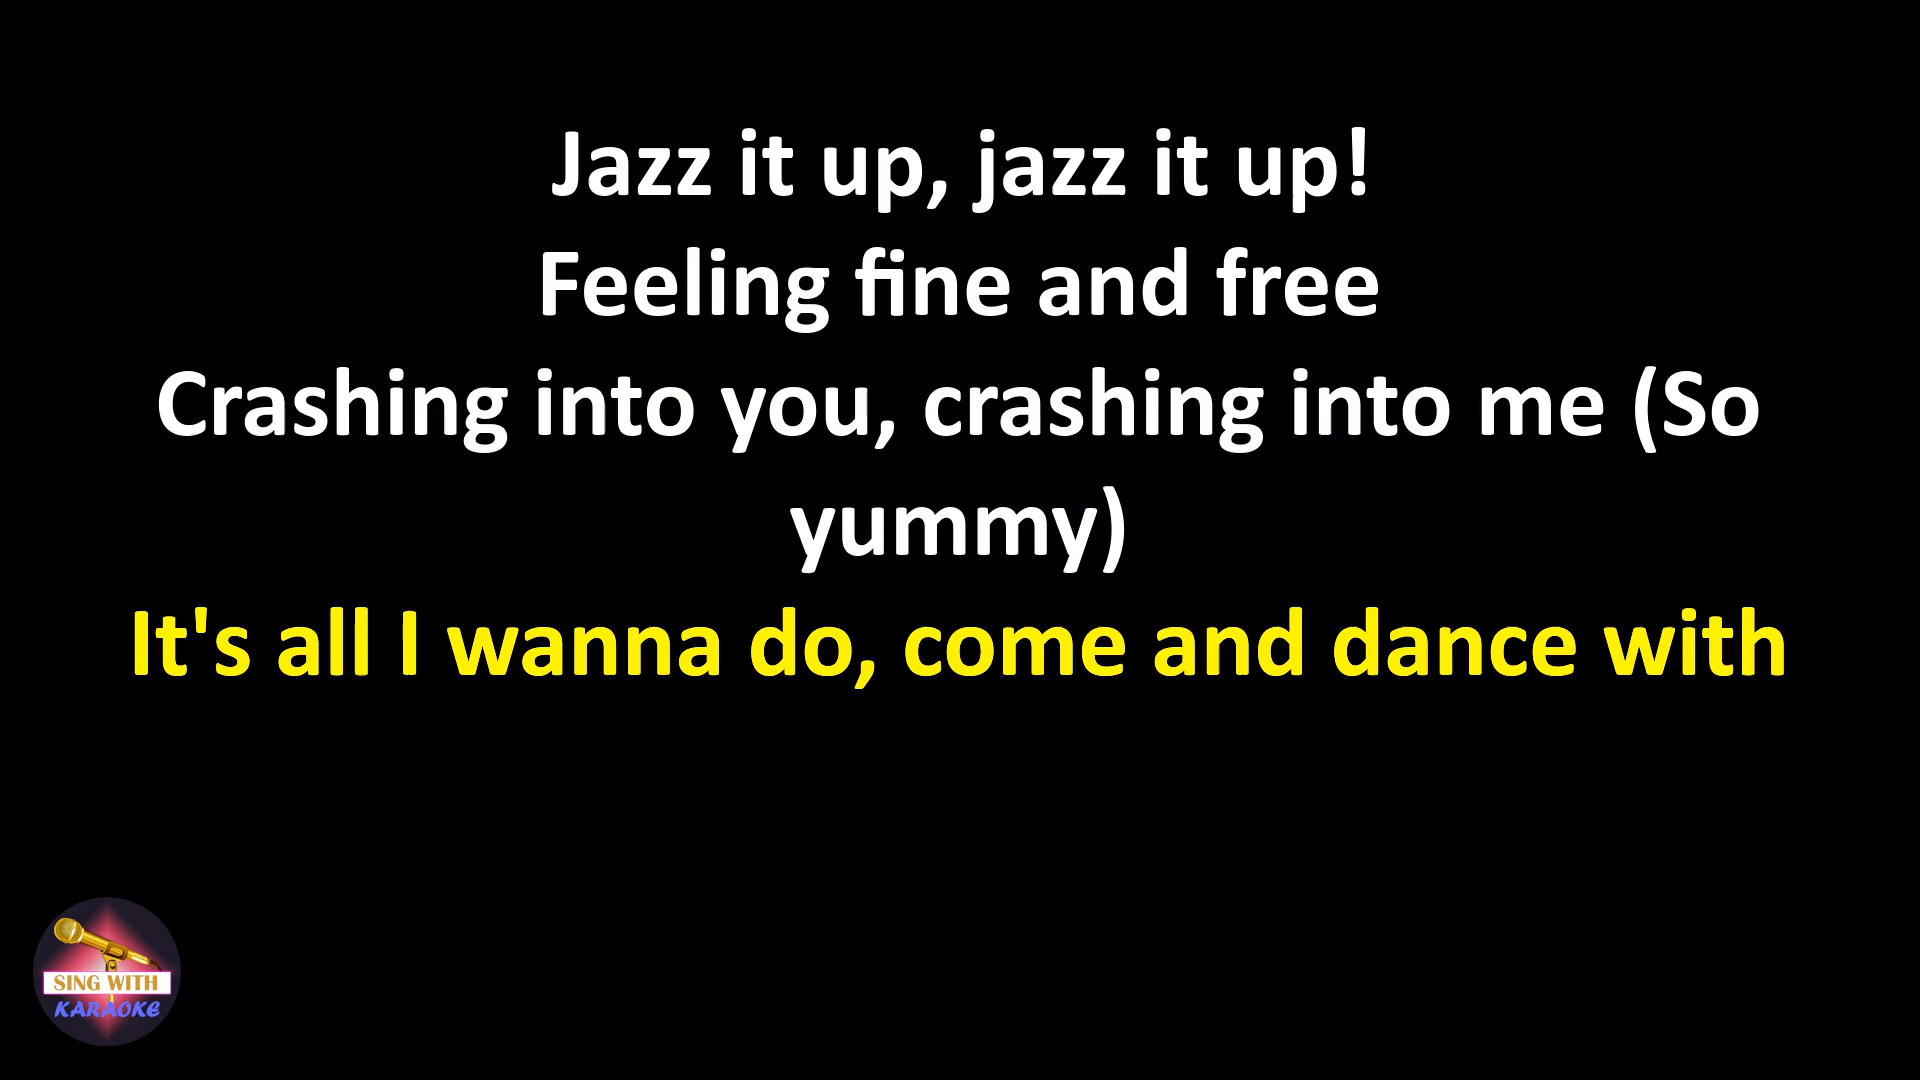 Jazz it up, jazz it up!
Feeling fine and free
Crashing into you, crashing into me (So
yummy)
It's all I wanna do, come and dance with
SING WITH
KARAOKE